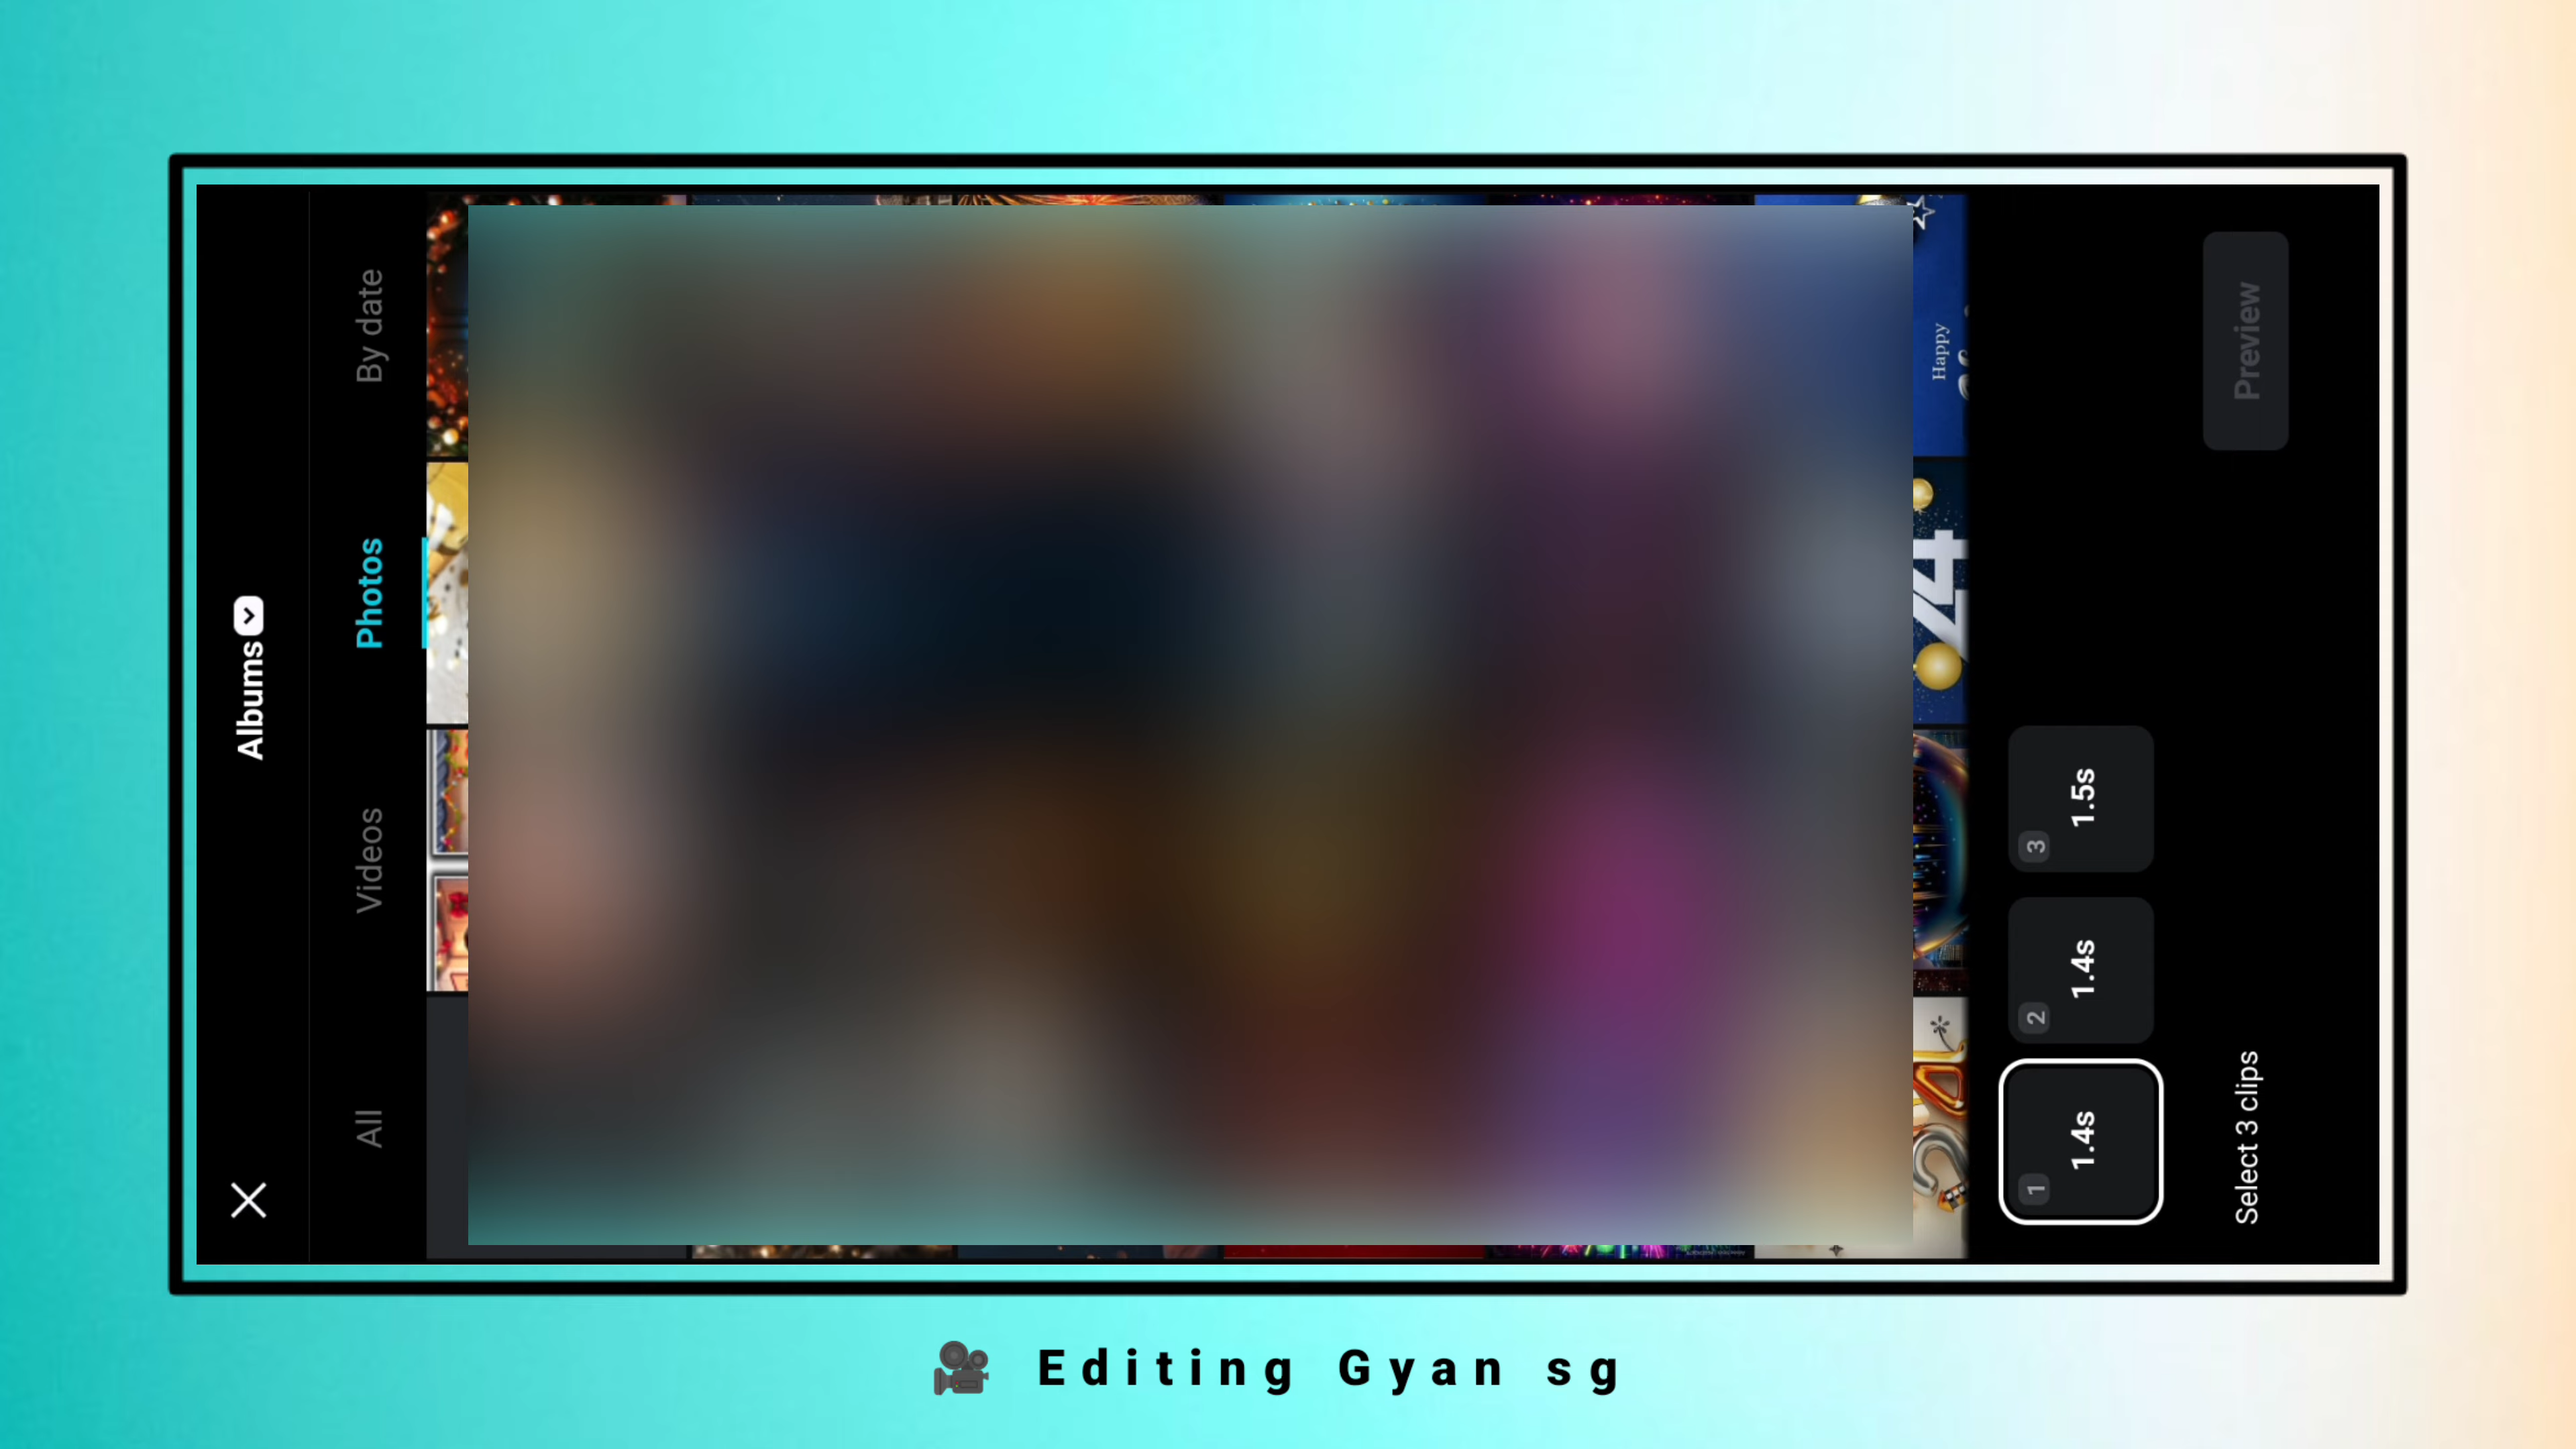 Albums
All Videos Photos By date
Happy
24
1 1.4s
2 1.4s
3 1.5s
Select 3 clips
Preview
Editing Gyan sg